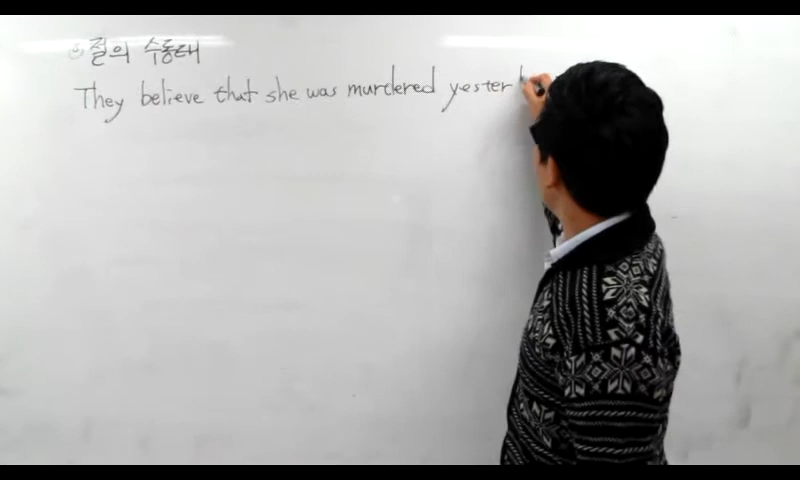 ③ 절의 수동태
They believe that she was murdered yester